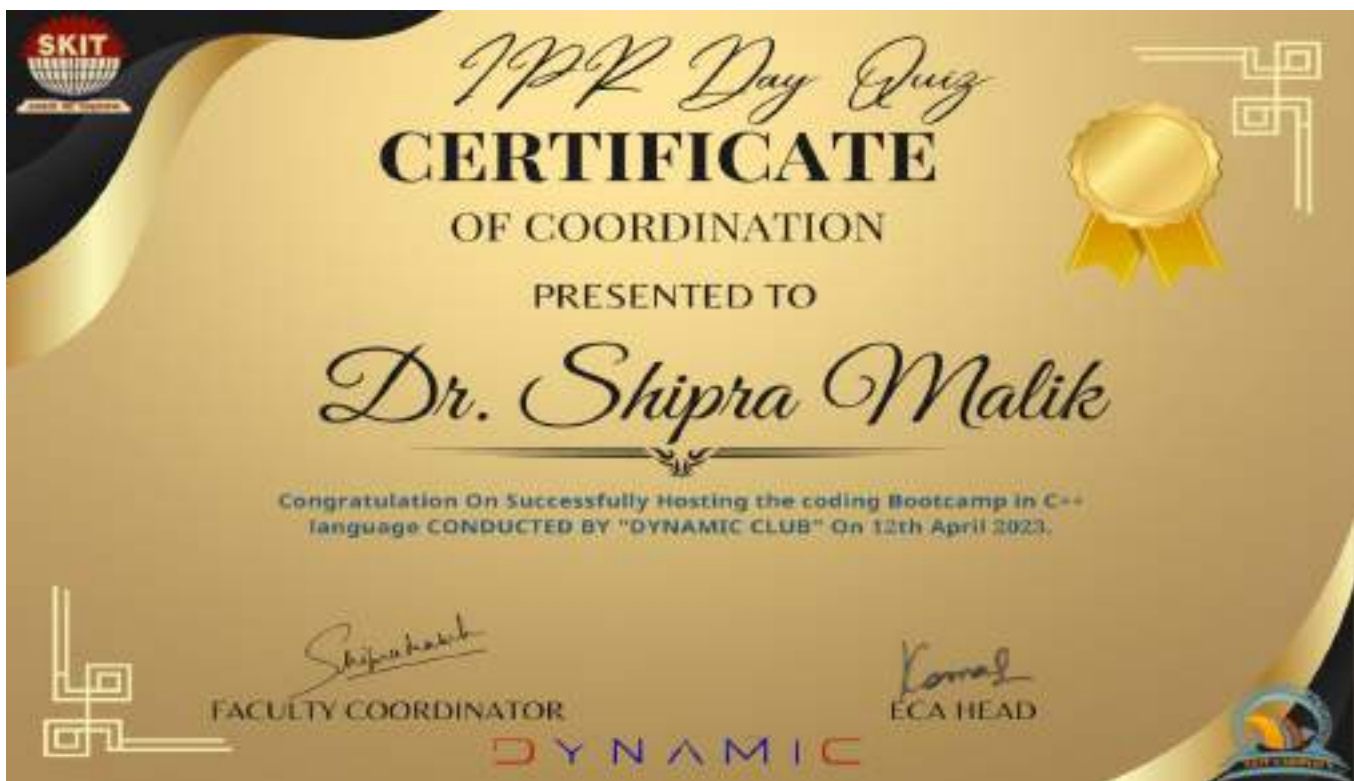 SKIT
IPR Day Quiz
CERTIFICATE
OF COORDINATION
PRESENTED TO
Dr. Shipra Malik
Congratulation On Successfully Hosting the coding Bootcamp in C++
language CONDUCTED BY "DYNAMIC CLUB" On 12th April 2023.
Komal
FACULTY COORDINATOR
ECA HEAD
DYNAMIC